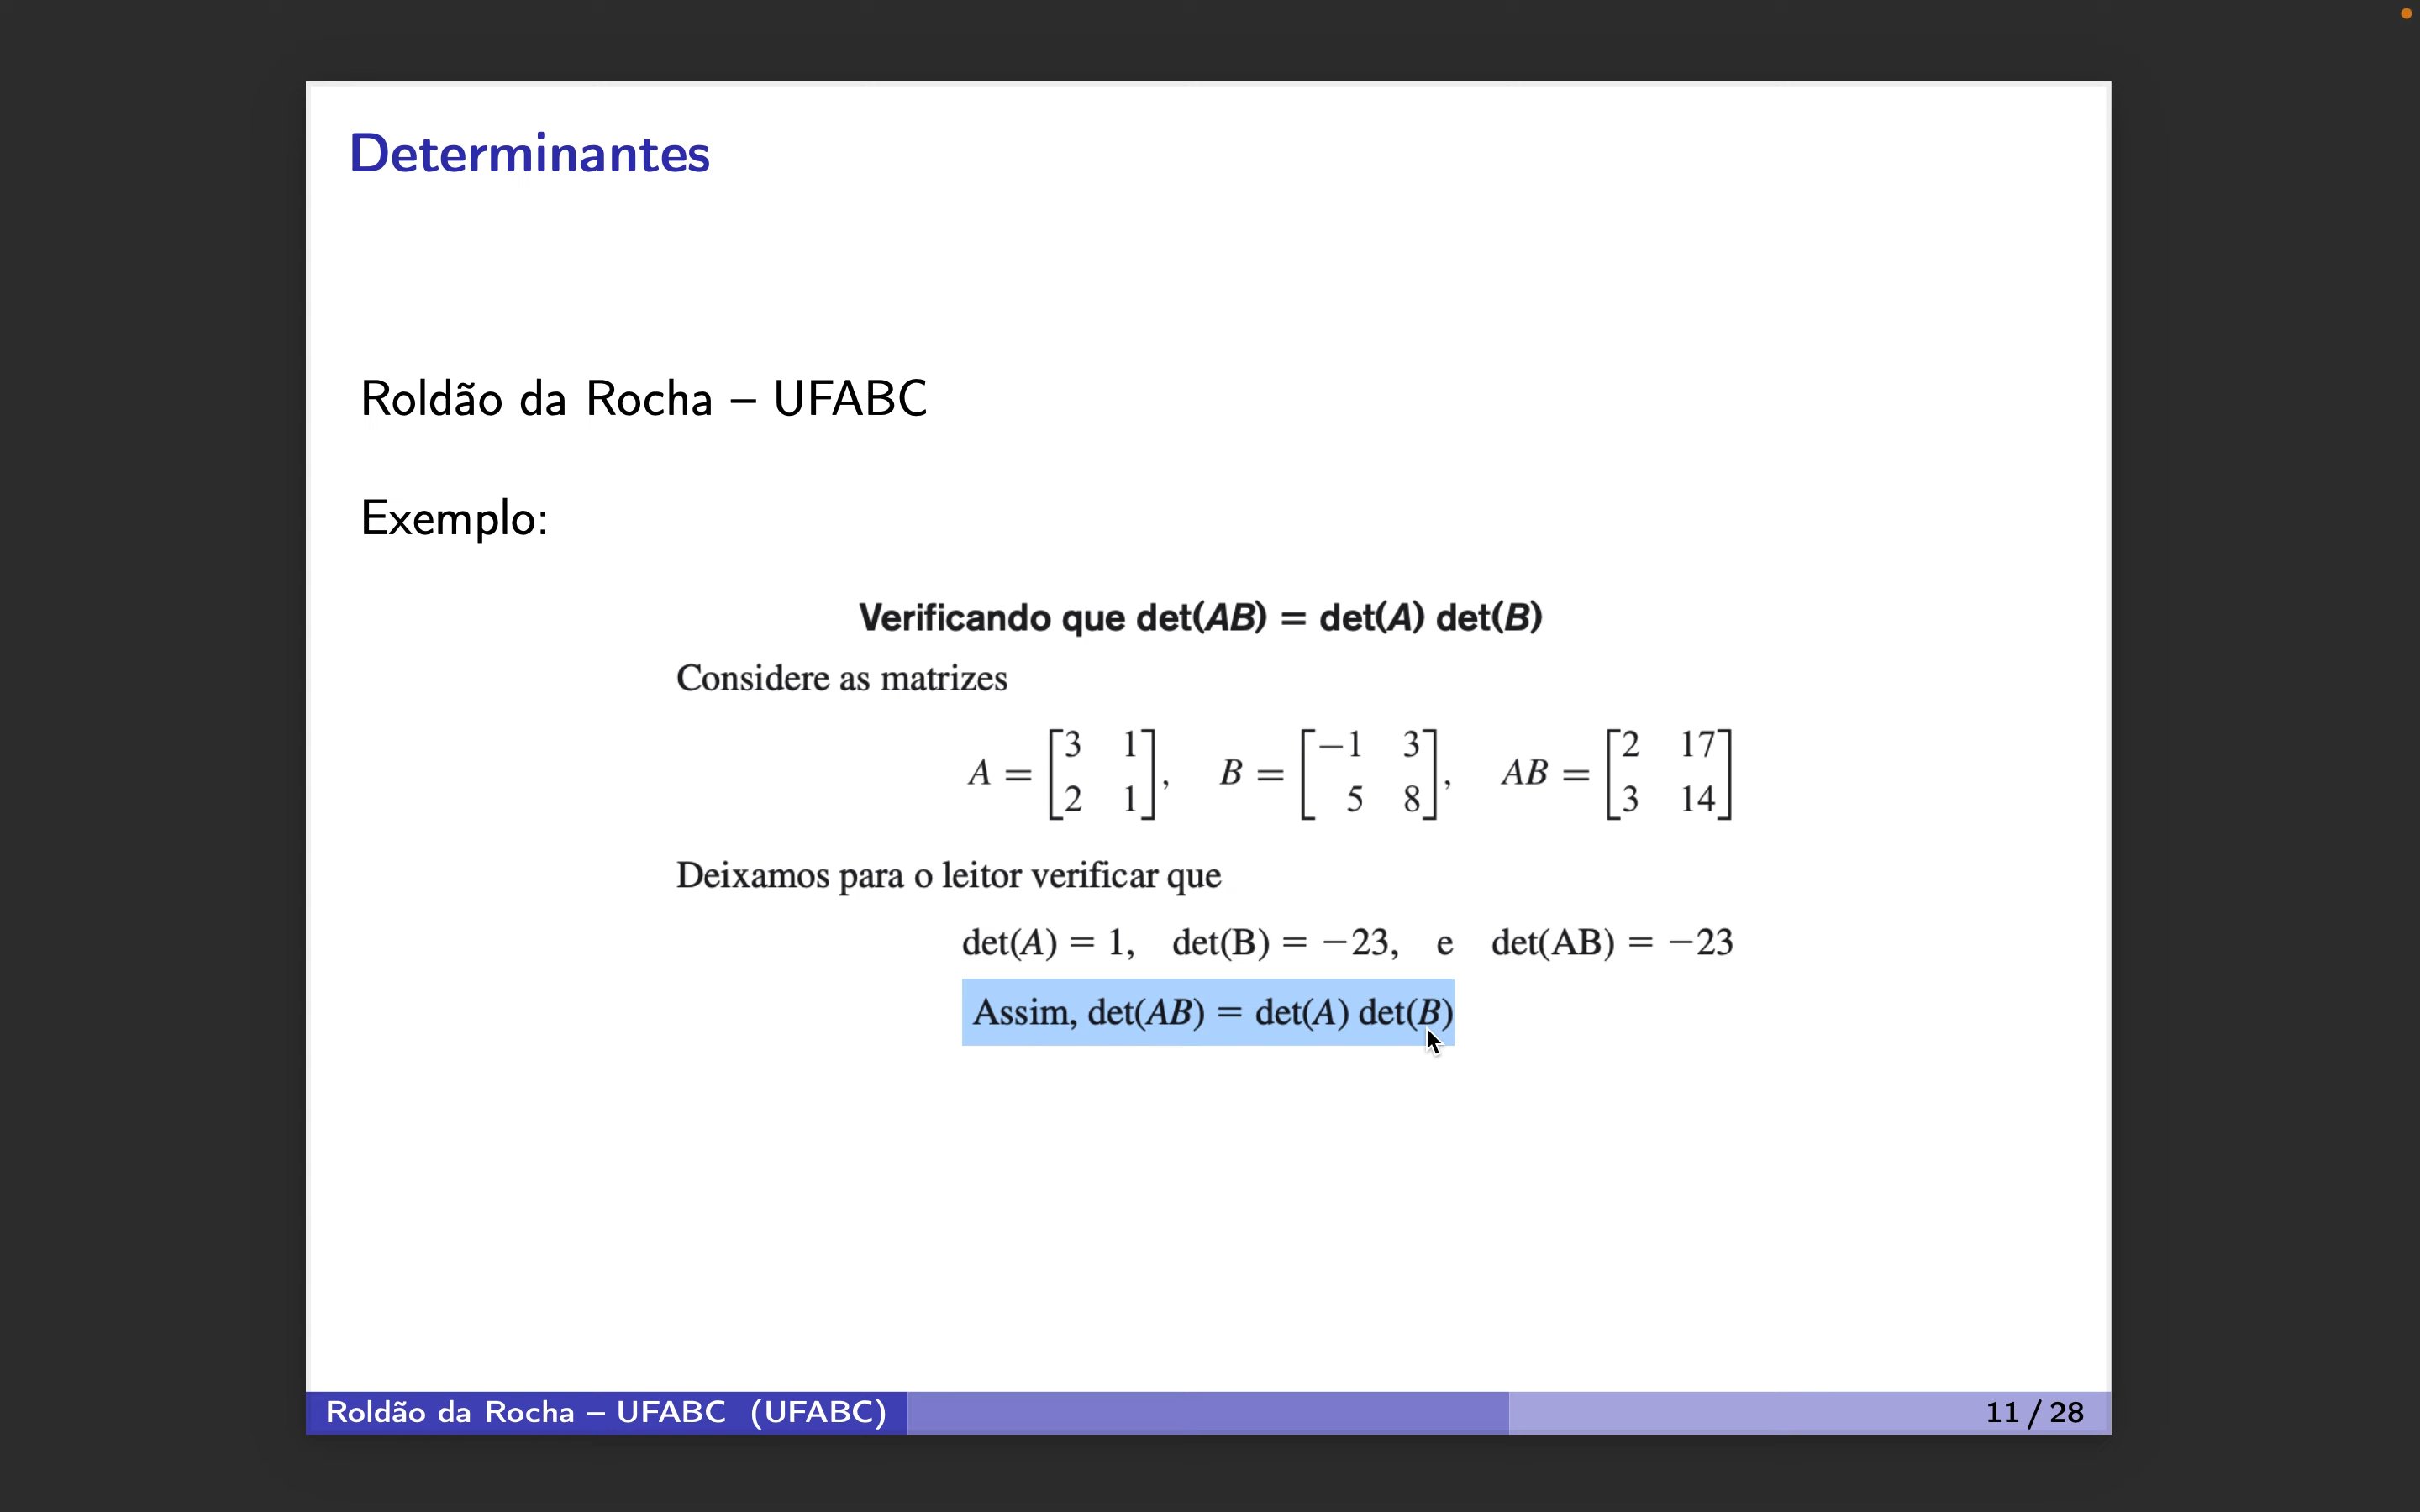 Determinantes
Roldão da Rocha – UFABC
Exemplo:
Verificando que det(AB) = det(A) det(B)
Considere as matrizes
A = [3 1; 2 1], B = [−1 3; 5 8], AB = [2 17; 3 14]
Deixamos para o leitor verificar que
det(A) = 1, det(B) = −23, e det(AB) = −23
Assim, det(AB) = det(A) det(B)
Roldão da Rocha – UFABC (UFABC)
11 / 28